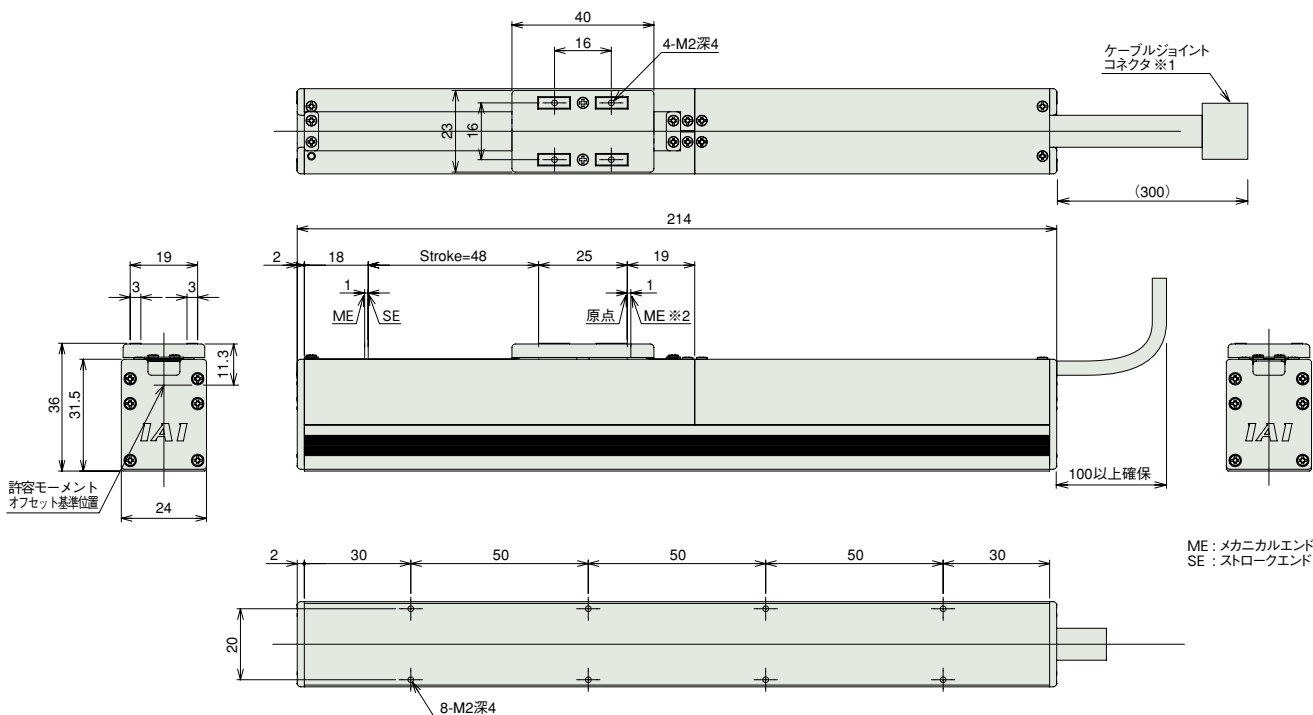 40
16
4-M2深4
ケーブルジョイント
コネクタ ※1
23
16
(300)
214
2
18
Stroke=48
25
19
1
ME
SE
原点
1
ME ※2
19
3
3
11.3
36
31.5
IAI
許容モーメント
オフセット基準位置
24
100以上確保
IAI
ME : メカニカルエンド
SE : ストロークエンド
2
30
50
50
50
30
20
8-M2深4